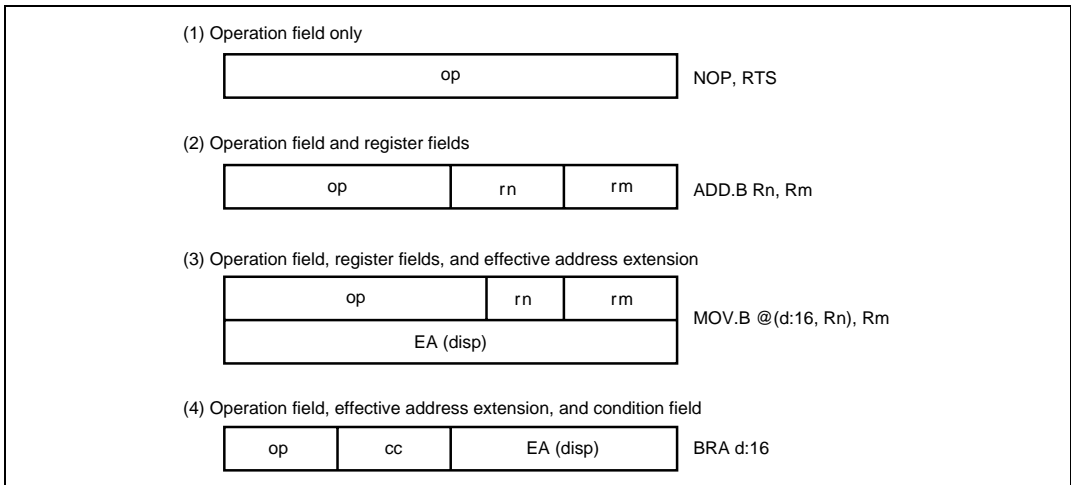 (1) Operation field only
op
NOP, RTS
(2) Operation field and register fields
op rn rm
ADD.B Rn, Rm
(3) Operation field, register fields, and effective address extension
op rn rm
EA (disp)
MOV.B @(d:16, Rn), Rm
(4) Operation field, effective address extension, and condition field
op cc EA (disp)
BRA d:16